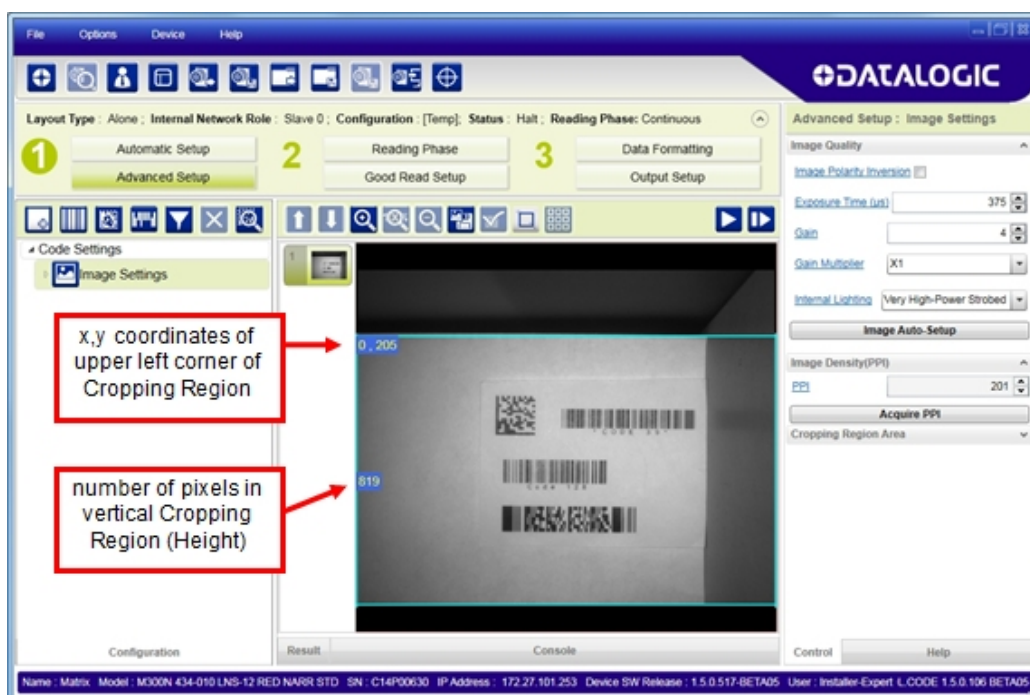 File Options Device Help
DATALOGIC
Layout Type : Alone ; Internal Network Role : Slave 0 ; Configuration : [Temp]; Status : Halt ; Reading Phase: Continuous
1 Automatic Setup 2 Reading Phase 3 Data Formatting
Advanced Setup Good Read Setup Output Setup
Advanced Setup : Image Settings
Image Quality
Image Polarity Inversion
Exposure Time (us) 375
Gain 4
Gain Multiplier X1
Internal Lighting Very High-Power Strobed
Image Auto-Setup
Image Density(PPI)
PPI 201
Acquire PPI
Cropping Region Area
Code Settings
Image Settings
1
x,y coordinates of
upper left corner of
Cropping Region
0 , 205
*CODE 39*
number of pixels in
vertical Cropping
Region (Height)
819
Code 128
Configuration Result Console Control Help
Name : Matrix Model : M300N 434-010 LNS-12 RED NARR STD SN : C14P00630 IP Address : 172.27.101.253 Device SW Release : 1.5.0.517-BETA05 User : Installer-Expert L.CODE 1.5.0.106 BETA05